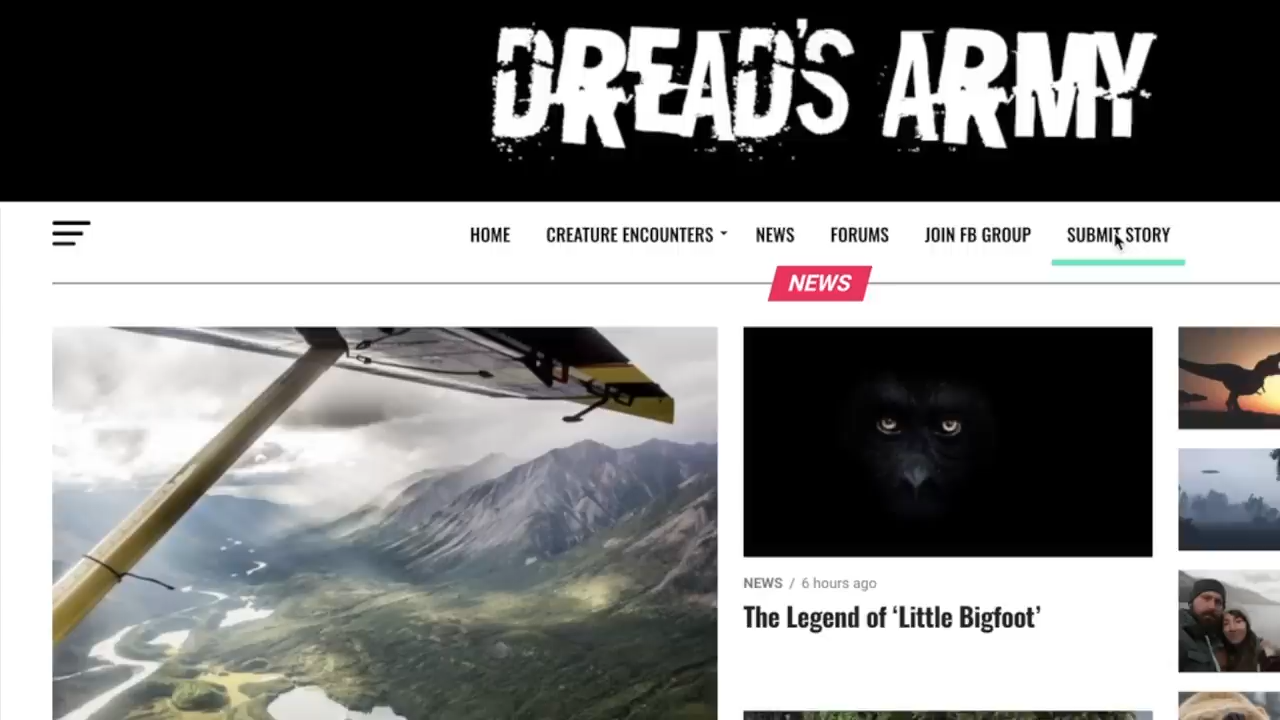 DREAD'S ARMY
HOME CREATURE ENCOUNTERS NEWS FORUMS JOIN FB GROUP SUBMIT STORY
NEWS
NEWS / 6 hours ago
The Legend of ‘Little Bigfoot’